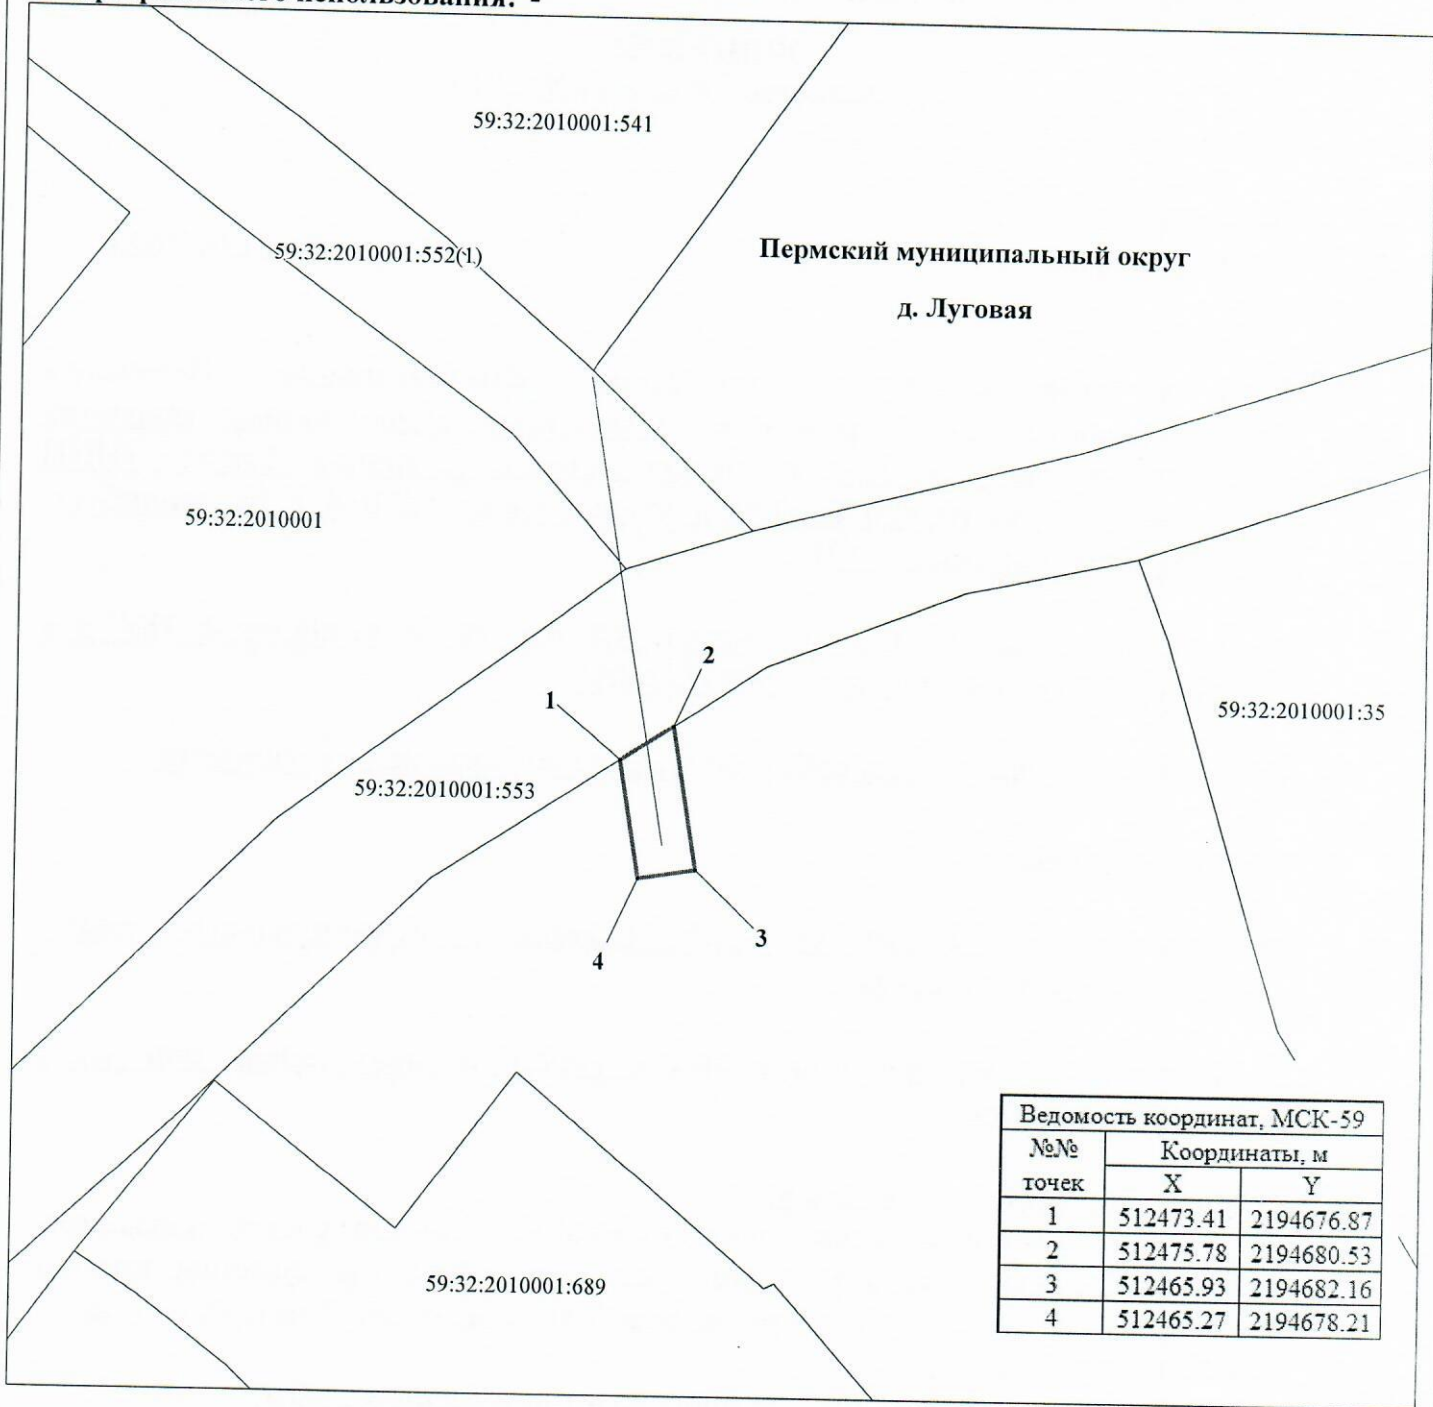 использования: -
59:32:2010001:541
59:32:2010001:552(1)
Пермский муниципальный округ
д. Луговая
59:32:2010001
2
1
59:32:2010001:35
59:32:2010001:553
3
4
59:32:2010001:689
Ведомость координат, МСК-59
№№ точек Координаты, м
X Y
1 512473.41 2194676.87
2 512475.78 2194680.53
3 512465.93 2194682.16
4 512465.27 2194678.21